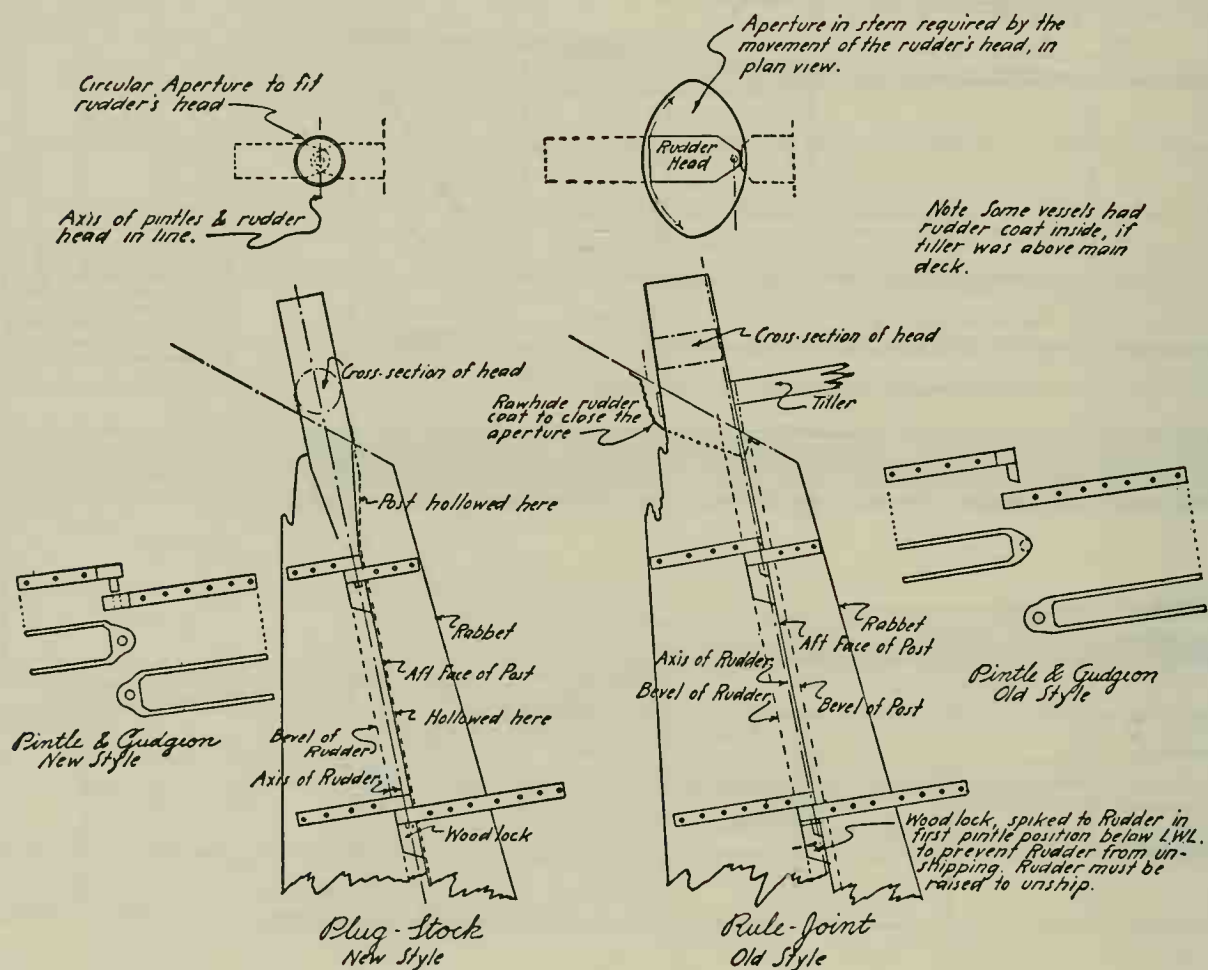 Circular Aperture to fit
rudder's head
Axis of pintles & rudder
head in line.
Aperture in stern required by the
movement of the rudder's head, in
plan view.
Rudder
Head
Note Some vessels had
rudder coat inside, if
tiller was above main
deck.
Cross-section of head
Post hollowed here
Rabbet
Aft Face of Post
Hollowed here
Bevel of
Rudder
Axis of Rudder
Wood lock
Pintle & Gudgeon
New Style
Plug-Stock
New Style
Cross-section of head
Tiller
Rawhide rudder
coat to close the
aperture
Rabbet
Aft Face of Post
Axis of Rudder
Bevel of Rudder
Bevel of Post
Pintle & Gudgeon
Old Style
Wood lock, spiked to Rudder in
first pintle position below LWL.
to prevent Rudder from un-
shipping. Rudder must be
raised to unship.
Rule-Joint
Old Style